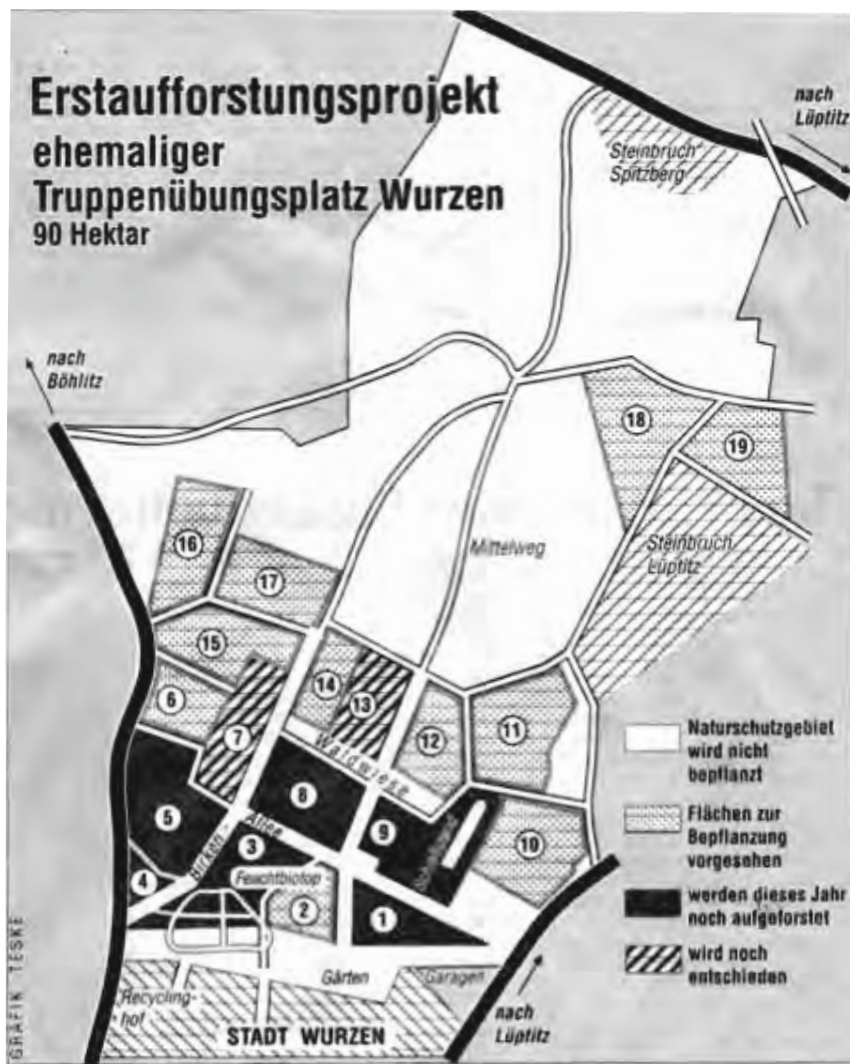 Erstaufforstungsprojekt
ehemaliger
Truppenübungsplatz Wurzen
90 Hektar
nach
Lüptitz
Steinbruch
Spitzberg
nach
Böhlitz
18
19
16
Mittelweg
Steinbruch
Lüptitz
17
15
14
13
6
12
11
7
Waldwiese
Naturschutzgebiet
wird nicht
bepflanzt
8
5
Birken-
Allee
9
Schießstand
10
Flächen zur
Bepflanzung
vorgesehen
3
4
Feuchtbiotop
2
1
werden dieses Jahr
noch aufgeforstet
wird noch
entschieden
Gärten
Garagen
Recycling-
hof
STADT WURZEN
nach
Lüptitz
GRAFIK TESKE